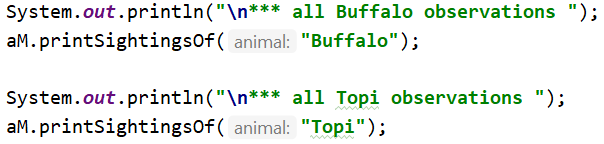 System.out.println("\n*** all Buffalo observations ");
aM.printSightingsOf( animal: "Buffalo");
System.out.println("\n*** all Topi observations ");
aM.printSightingsOf( animal: "Topi");